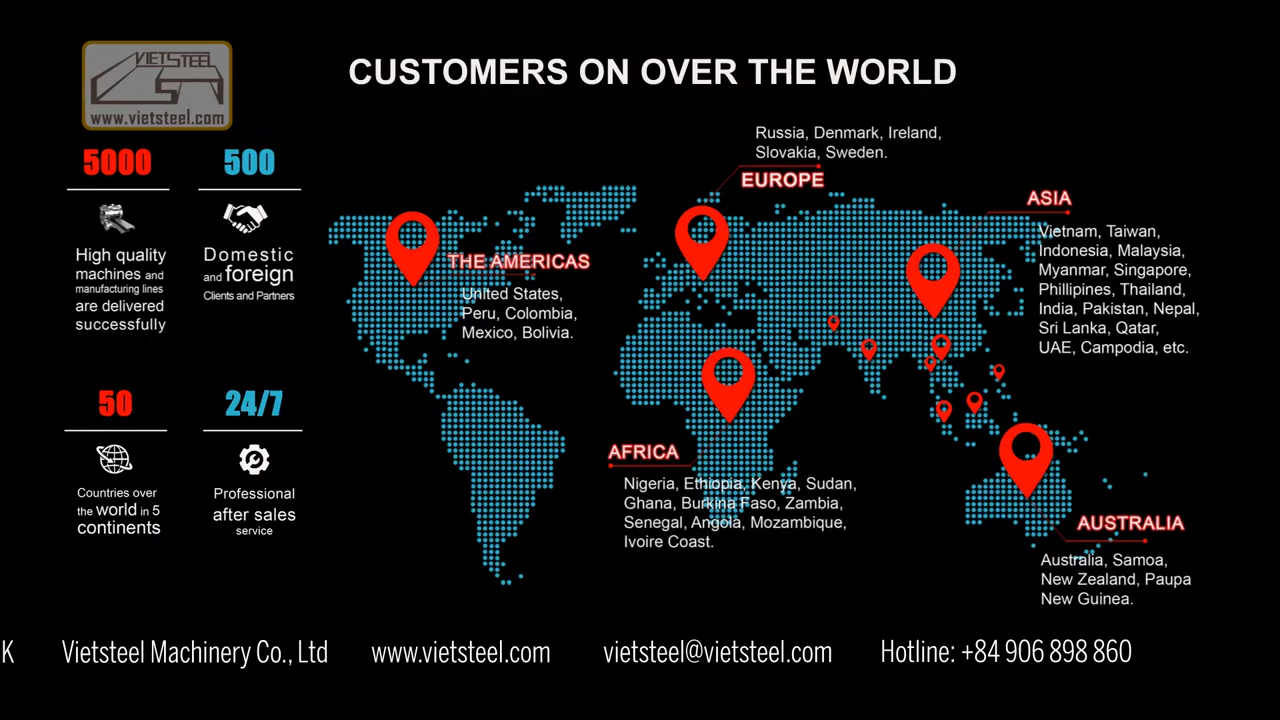 VIETSTEEL
www.vietsteel.com
CUSTOMERS ON OVER THE WORLD
5000
High quality
machines and
manufacturing lines
are delivered
successfully
500
Domestic
and foreign
Clients and Partners
50
Countries over
the world in 5
continents
24/7
Professional
after sales
service
THE AMERICAS
United States,
Peru, Colombia,
Mexico, Bolivia.
Russia, Denmark, Ireland,
Slovakia, Sweden.
EUROPE
ASIA
Vietnam, Taiwan,
Indonesia, Malaysia,
Myanmar, Singapore,
Phillipines, Thailand,
India, Pakistan, Nepal,
Sri Lanka, Qatar,
UAE, Campodia, etc.
AFRICA
Nigeria, Ethiopia, Kenya, Sudan,
Ghana, Burkina Faso, Zambia,
Senegal, Angola, Mozambique,
Ivoire Coast.
AUSTRALIA
Australia, Samoa,
New Zealand, Paupa
New Guinea.
K Vietsteel Machinery Co., Ltd www.vietsteel.com vietsteel@vietsteel.com Hotline: +84 906 898 860